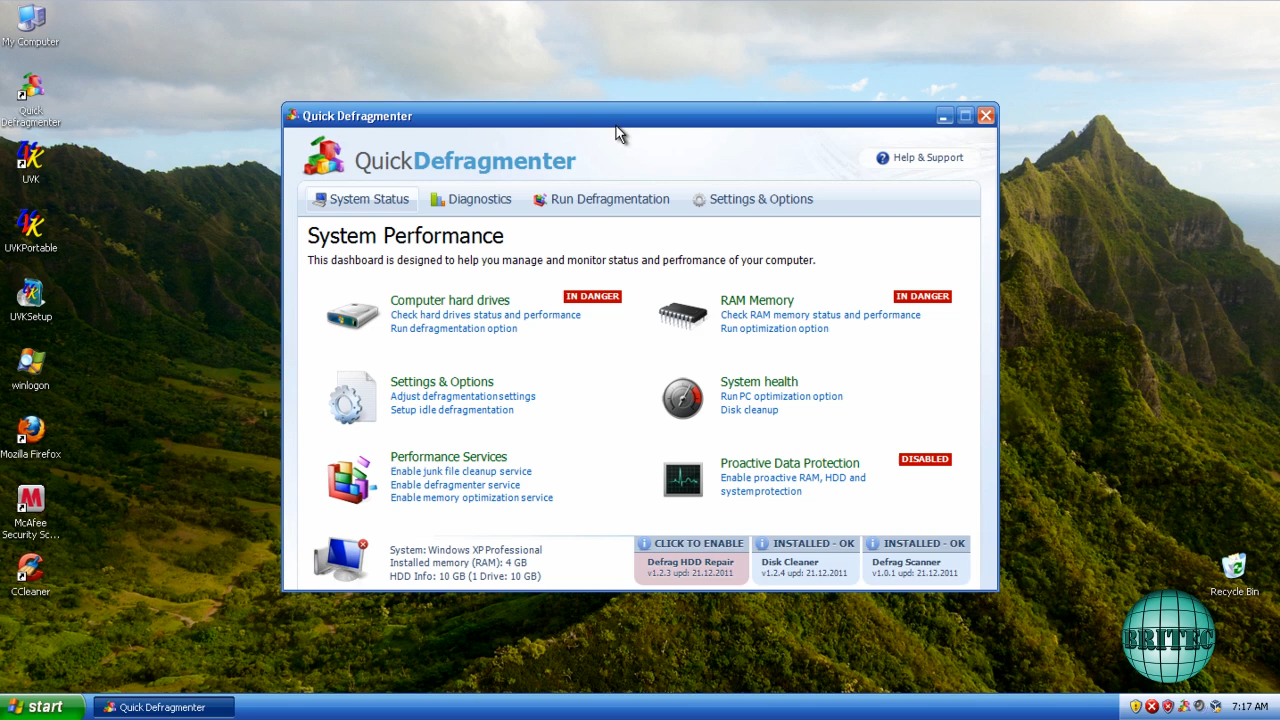 My Computer
Quick
Defragmenter
UVK
UVKPortable
UVKSetup
winlogon
Mozilla Firefox
McAfee
Security Sc...
CCleaner
Quick Defragmenter
QuickDefragmenter
Help & Support
System Status
Diagnostics
Run Defragmentation
Settings & Options
System Performance
This dashboard is designed to help you manage and monitor status and perfromance of your computer.
Computer hard drives
IN DANGER
Check hard drives status and performance
Run defragmentation option
RAM Memory
IN DANGER
Check RAM memory status and performance
Run optimization option
Settings & Options
Adjust defragmentation settings
Setup idle defragmentation
System health
Run PC optimization option
Disk cleanup
Performance Services
Enable junk file cleanup service
Enable defragmenter service
Enable memory optimization service
Proactive Data Protection
DISABLED
Enable proactive RAM, HDD and
systemprotection
System: Windows XPProfessional
Installed memory (RAM): 4 GB
HDD Info: 10 GB (1 Drive: 10 GB)
CLICK TO ENABLE
Defrag HDD Repair
v1.2.3 upd: 21.12.2011
INSTALLED - OK
Disk Cleaner
v1.2.4 upd: 21.12.2011
INSTALLED - OK
Defrag Scanner
v1.0.1 upd: 21.12.2011
Recycle Bin
BRITEC
start
Quick Defragmenter
7:17 AM